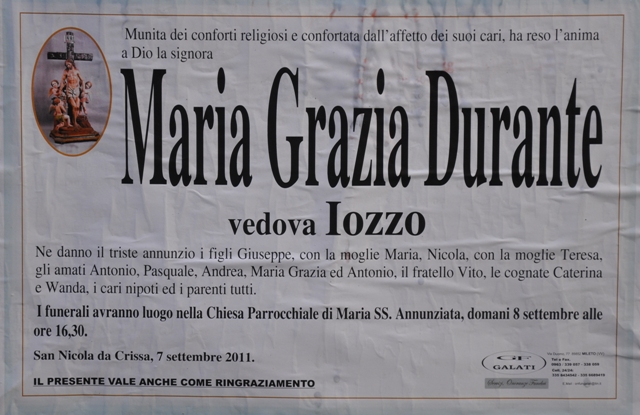 Munita dei conforti religiosi e confortata dall'affetto dei suoi cari, ha reso l'anima
a Dio la signora
Maria Grazia Durante
vedova Iozzo
Ne danno il triste annunzio i figli Giuseppe, con la moglie Maria, Nicola, con la moglie Teresa,
gli amati Antonio, Pasquale, Andrea, Maria Grazia ed Antonio, il fratello Vito, le cognate Caterina
e Wanda, i cari nipoti ed i parenti tutti.
I funerali avranno luogo nella Chiesa Parrocchiale di Maria SS. Annunziata, domani 8 settembre alle
ore 16,30.
San Nicola da Crissa, 7 settembre 2011.
IL PRESENTE VALE ANCHE COME RINGRAZIAMENTO
GF
GALATI